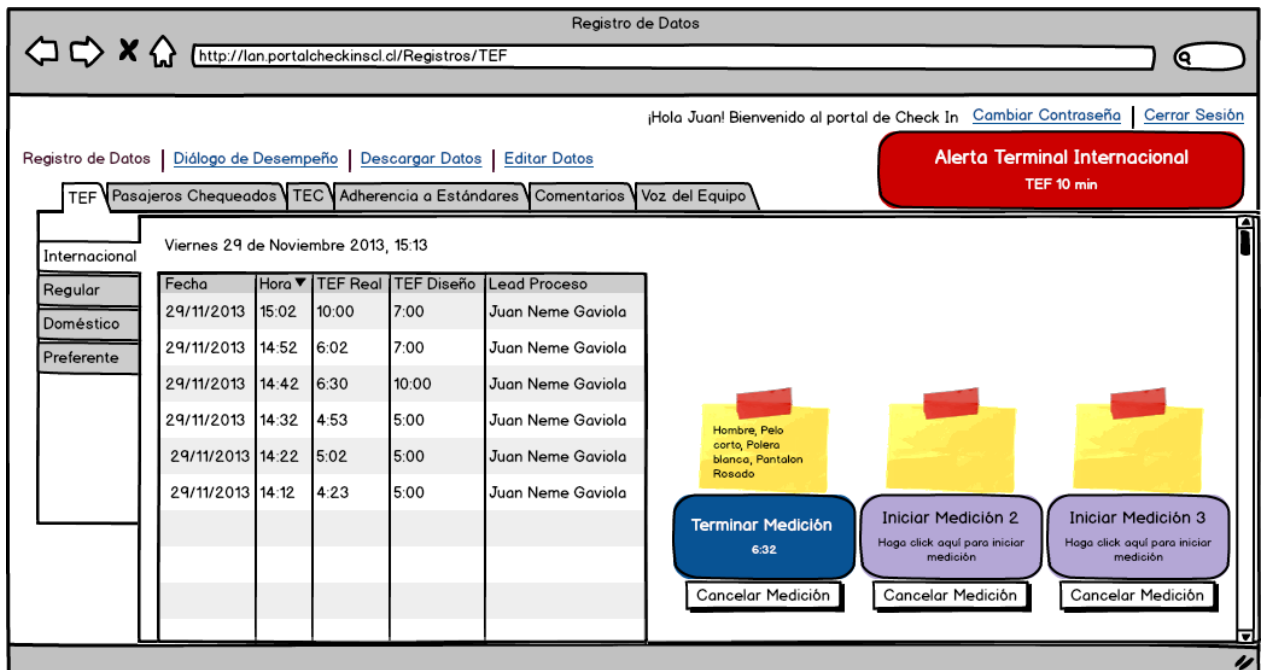 Registro de Datos
http://lan.portalcheckinscl.cl/Registros/TEF
¡Hola Juan! Bienvenido al portal de Check In Cambiar Contraseña Cerrar Sesión
Registro de Datos Diálogo de Desempeño Descargar Datos Editar Datos
Alerta Terminal Internacional
TEF 10 min
TEF Pasajeros Chequeados TEC Adherencia a Estándares Comentarios Voz del Equipo
Internacional
Regular
Doméstico
Preferente
Viernes 29 de Noviembre 2013, 15:13
Fecha Hora▼ TEF Real TEF Diseño Lead Proceso
29/11/2013 15:02 10:00 7:00 Juan Neme Gaviola
29/11/2013 14:52 6:02 7:00 Juan Neme Gaviola
29/11/2013 14:42 6:30 10:00 Juan Neme Gaviola
29/11/2013 14:32 4:53 5:00 Juan Neme Gaviola
29/11/2013 14:22 5:02 5:00 Juan Neme Gaviola
29/11/2013 14:12 4:23 5:00 Juan Neme Gaviola
Hombre, Pelo
corto, Polera
blanca, Pantalon
Rosado
Terminar Medición
6:32
Cancelar Medición
Iniciar Medición 2
Haga click aquí para iniciar
medición
Cancelar Medición
Iniciar Medición 3
Haga click aquí para iniciar
medición
Cancelar Medición